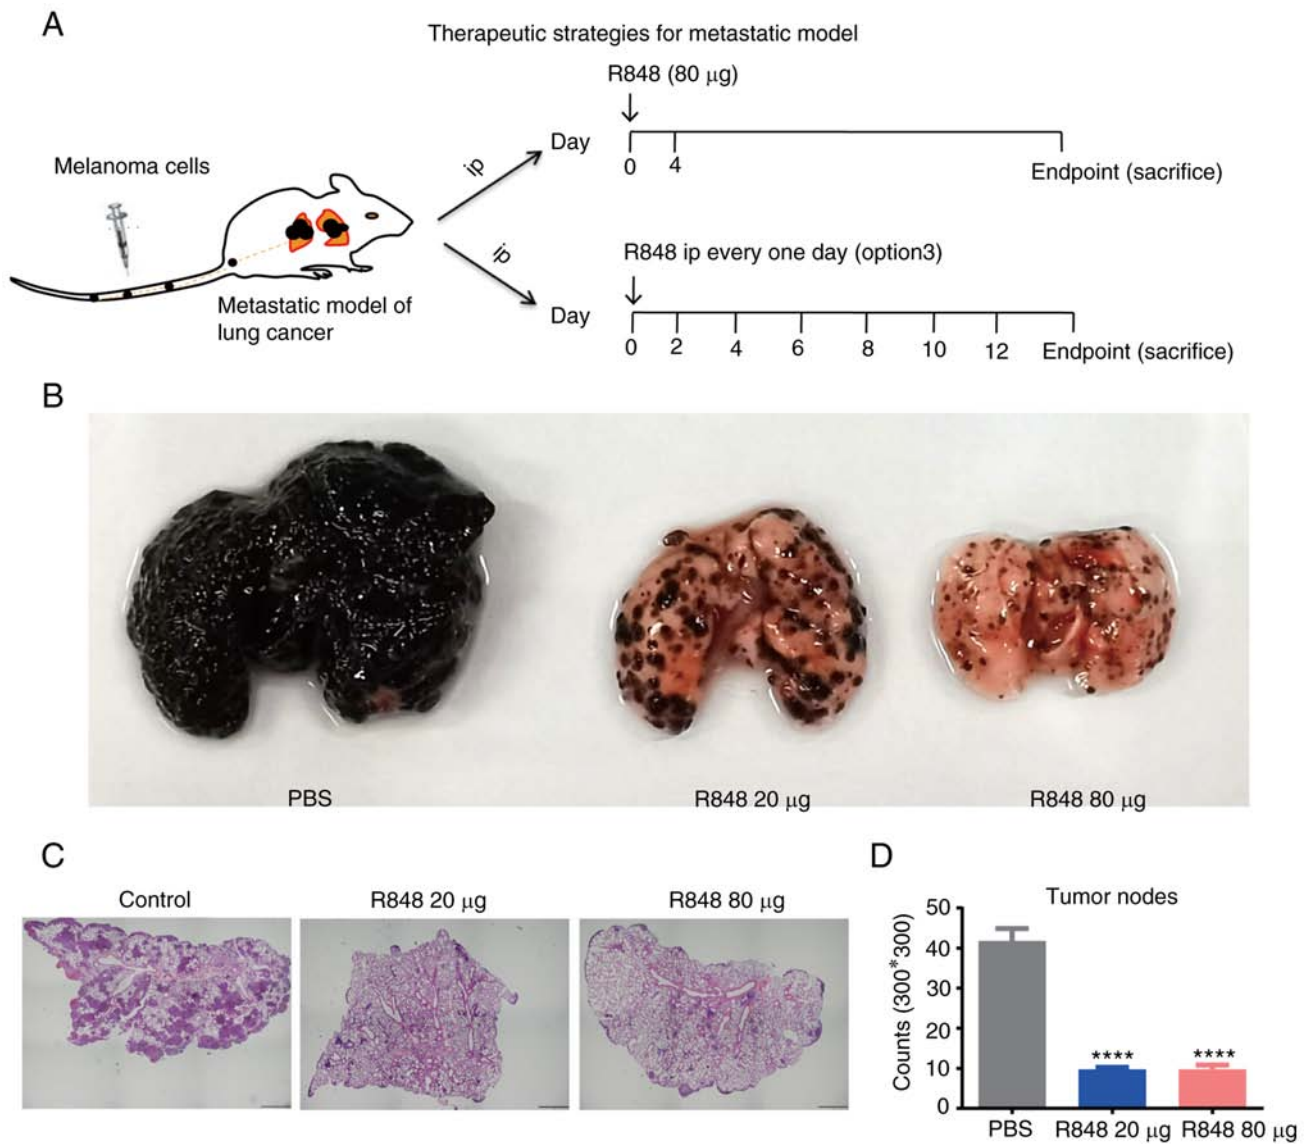 A
Therapeutic strategies for metastatic model
R848 (80 μg)
Melanoma cells
ip
Day
0 4
Endpoint (sacrifice)
ip
R848 ip every one day (option3)
Metastatic model of
lung cancer
Day
0 2 4 6 8 10 12 Endpoint (sacrifice)
B
PBS R848 20 μg R848 80 μg
C
Control R848 20 μg R848 80 μg
D
Tumor nodes
Counts (300*300)
50
40
30
20
10
0
**** ****
PBS R848 20 μg R848 80 μg